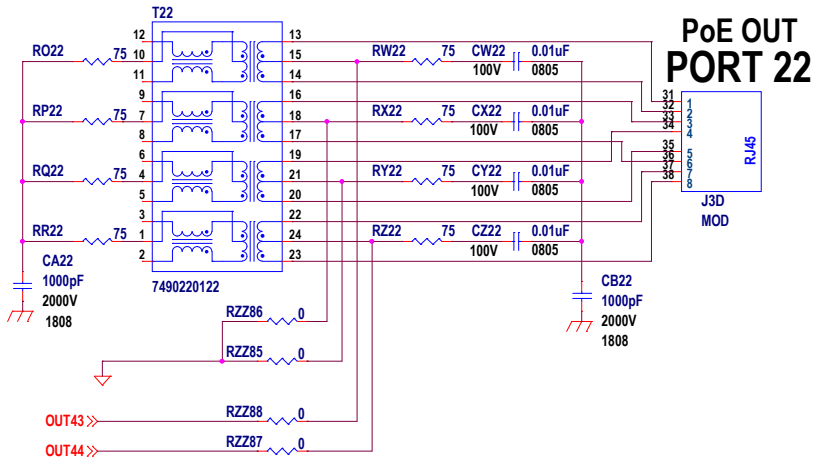 T22
PoE OUT
PORT 22
12
10
11
9
7
8
6
4
5
3
1
2
13
15
14
16
18
17
19
21
20
22
24
23
RO22
75
RP22
75
RQ22
75
RR22
75
CA22
1000pF
2000V
1808
7490220122
RW22
75
CW22
0.01uF
100V
0805
RX22
75
CX22
0.01uF
100V
0805
RY22
75
CY22
0.01uF
100V
0805
RZ22
75
CZ22
0.01uF
100V
0805
CB22
1000pF
2000V
1808
31
32
33
34
35
36
37
38
1
2
3
4
5
6
7
8
RJ45
J3D
MOD
RZZ86
0
RZZ85
0
OUT43
RZZ88
0
OUT44
RZZ87
0